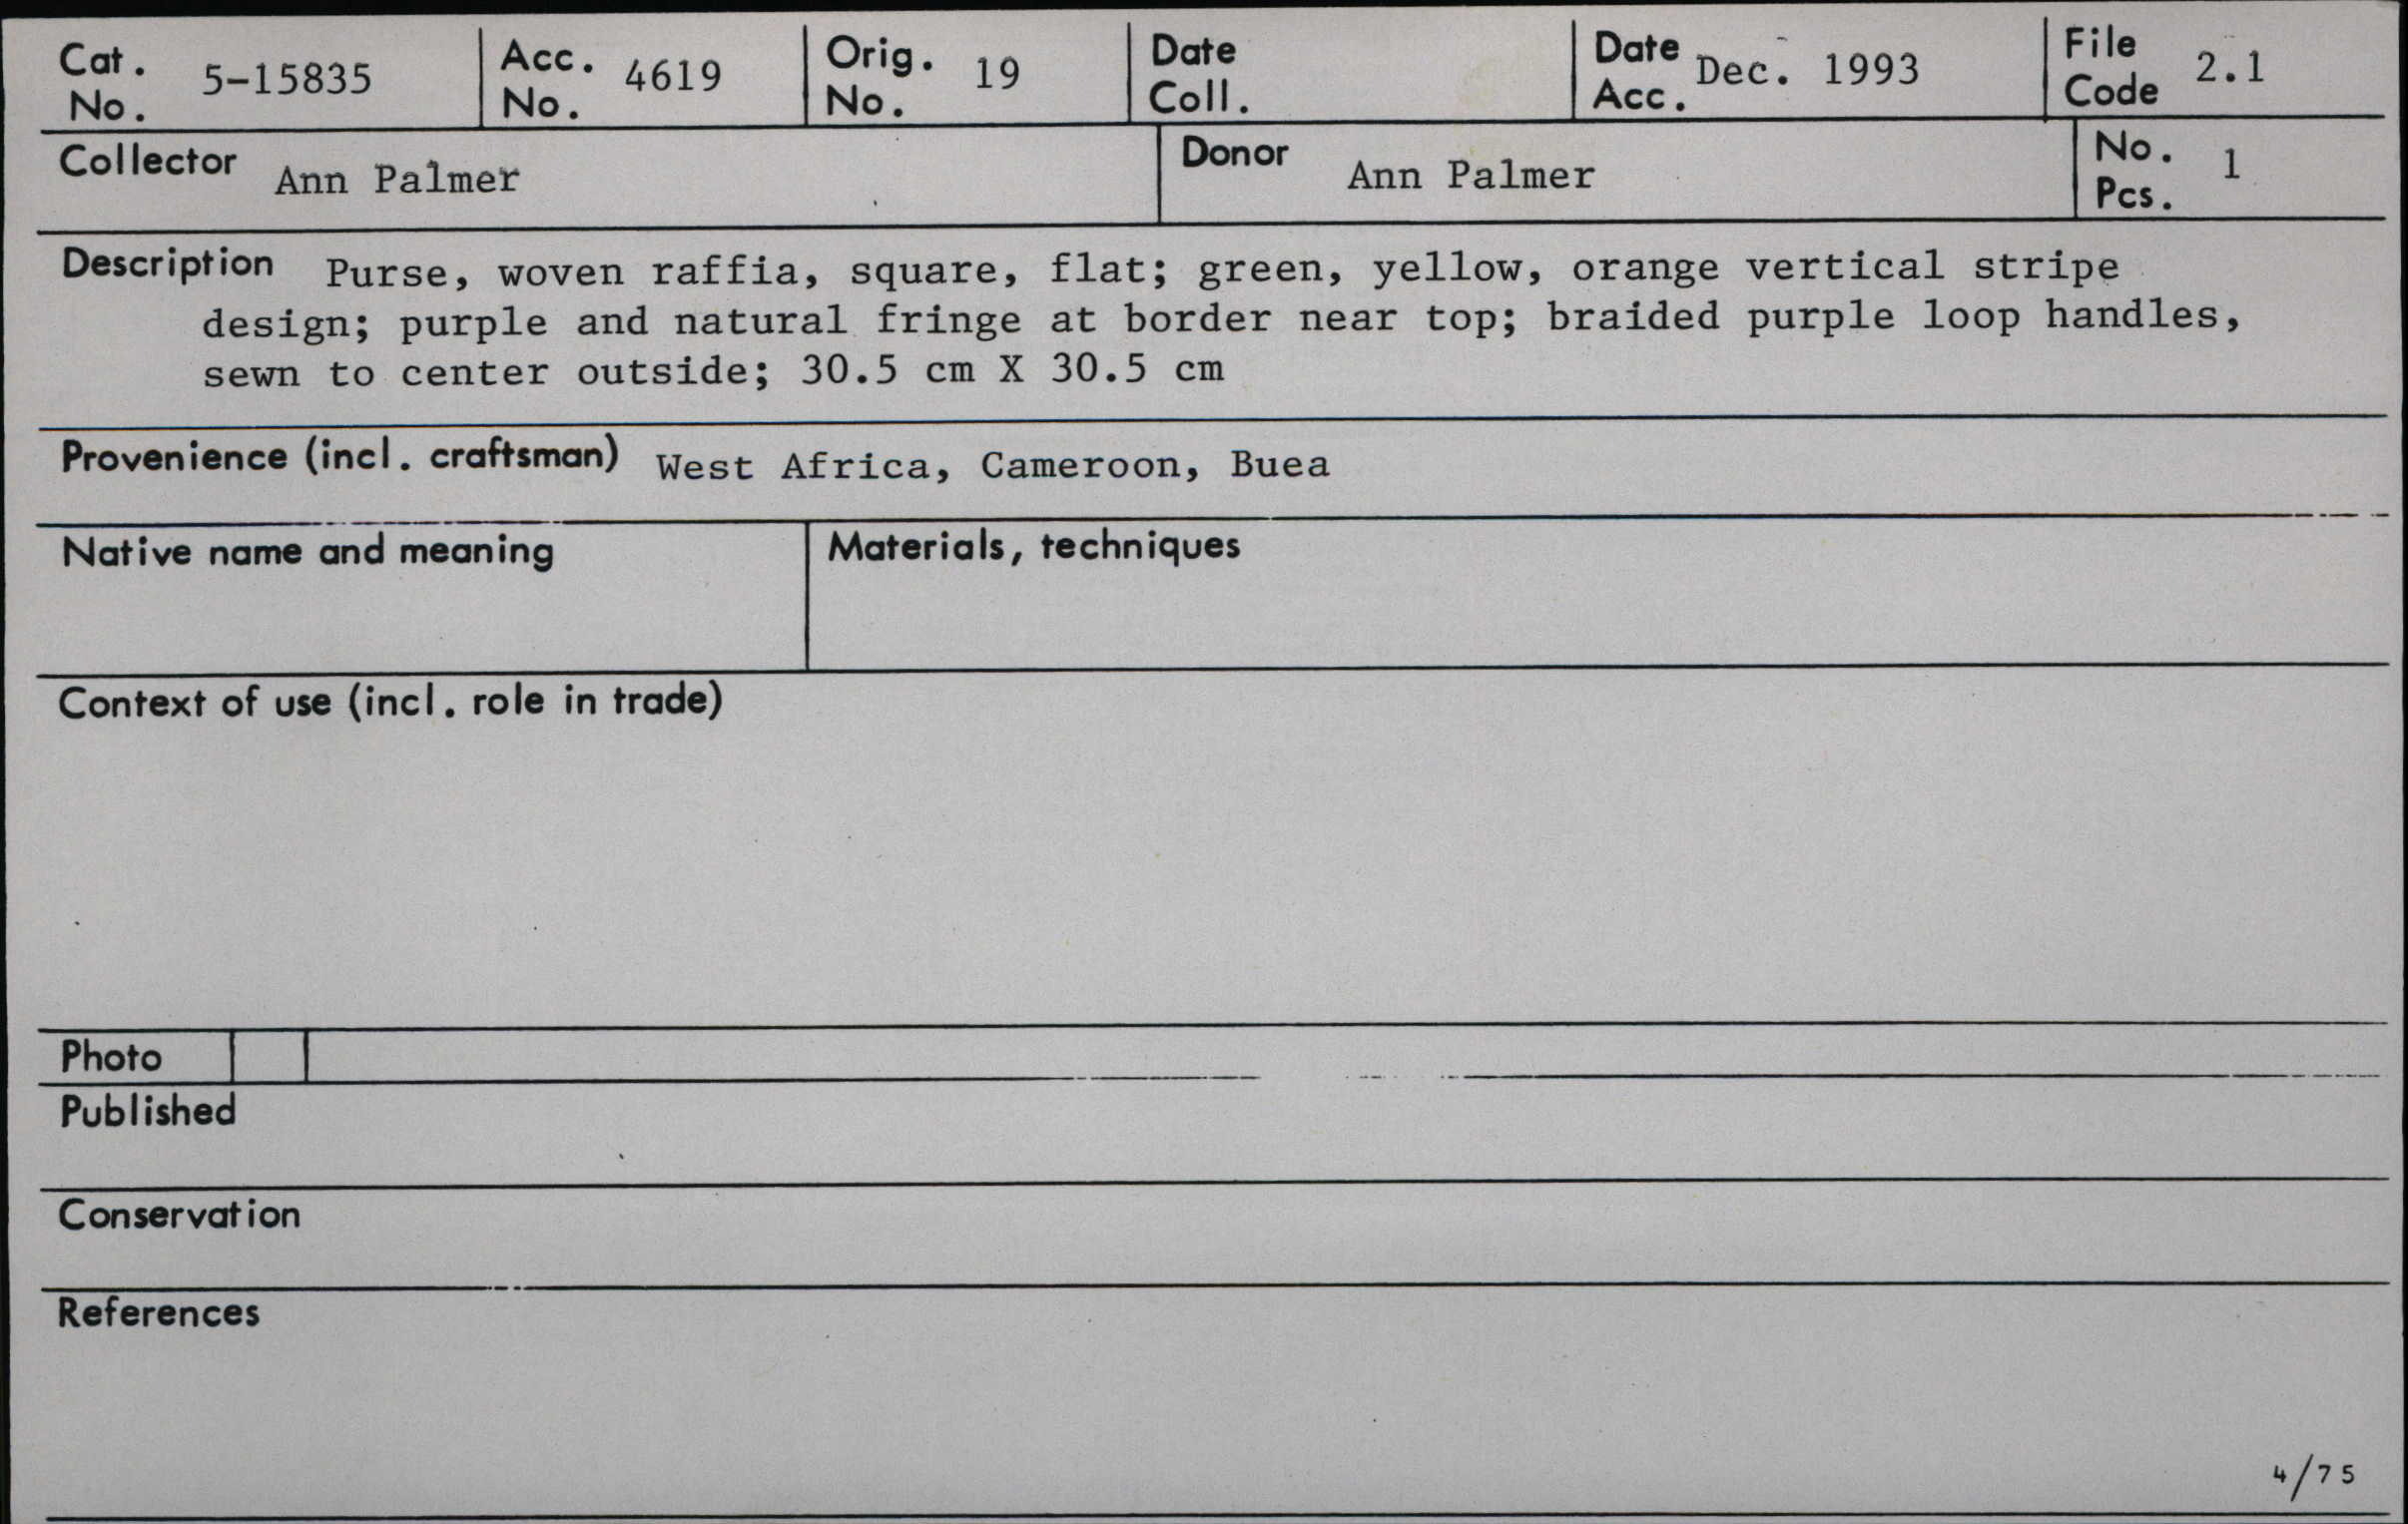 Cat. No. 5-15835 Acc. No. 4619 Orig. No. 19 Date Coll. Date Acc. Dec. 1993 File Code 2.1
Collector Ann Palmer Donor Ann Palmer No. Pcs. 1
Description Purse, woven raffia, square, flat; green, yellow, orange vertical stripe
design; purple and natural fringe at border near top; braided purple loop handles,
sewn to center outside; 30.5 cm X 30.5 cm
Provenience (incl. craftsman) West Africa, Cameroon, Buea
Native name and meaning Materials, techniques
Context of use (incl. role in trade)
Photo
Published
Conservation
References
4/75